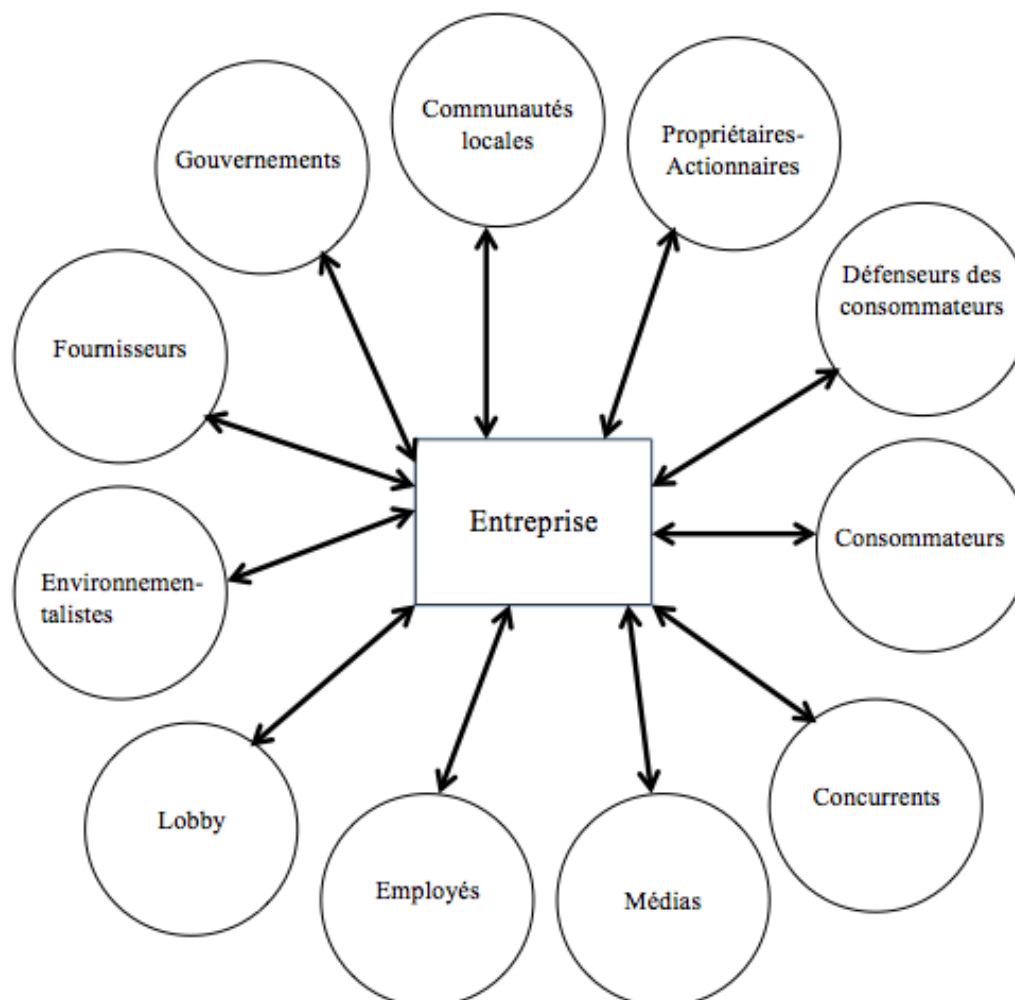 Communautés
locales
Propriétaires-
Actionnaires
Gouvernements
Défenseurs des
consommateurs
Fournisseurs
Entreprise
Consommateurs
Environnemen-
talistes
Lobby
Concurrents
Employés
Médias